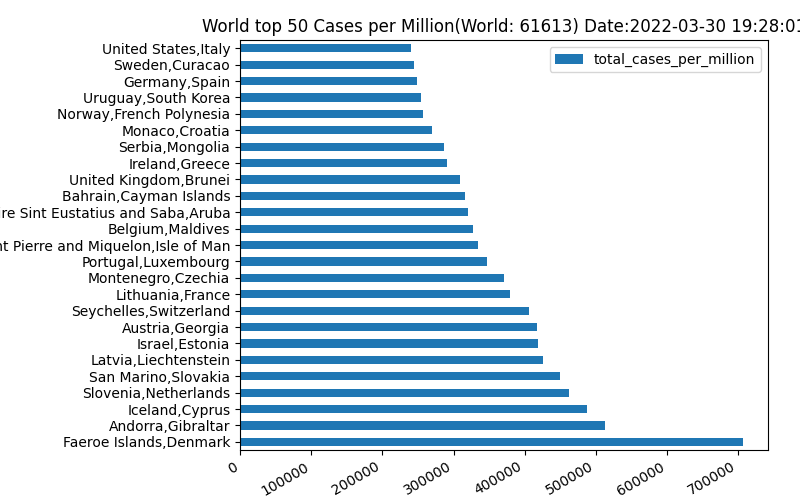 World top 50 Cases per Million(World: 61613) Date:2022-03-30 19:28:01
total_cases_per_million
United States,Italy
Sweden,Curacao
Germany,Spain
Uruguay,South Korea
Norway,French Polynesia
Monaco,Croatia
Serbia,Mongolia
Ireland,Greece
United Kingdom,Brunei
Bahrain,Cayman Islands
re Sint Eustatius and Saba,Aruba
Belgium,Maldives
t Pierre and Miquelon,Isle of Man
Portugal,Luxembourg
Montenegro,Czechia
Lithuania,France
Seychelles,Switzerland
Austria,Georgia
Israel,Estonia
Latvia,Liechtenstein
San Marino,Slovakia
Slovenia,Netherlands
Iceland,Cyprus
Andorra,Gibraltar
Faeroe Islands,Denmark
0 100000 200000 300000 400000 500000 600000 700000